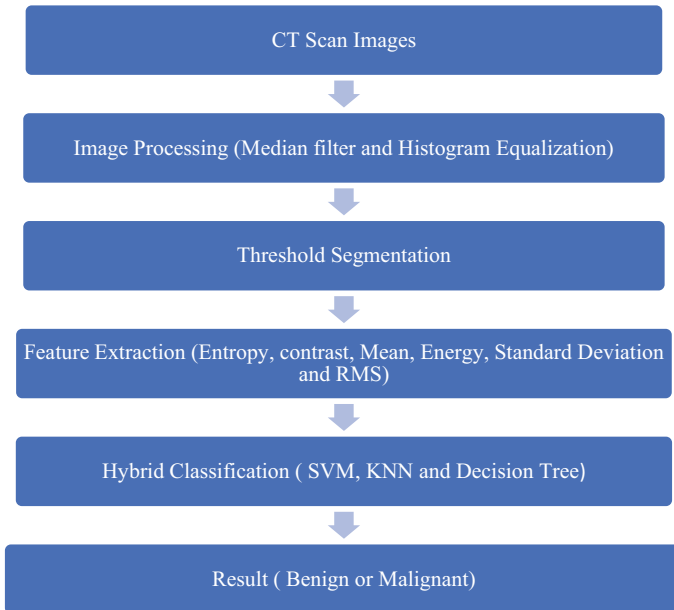 CT Scan Images
Image Processing (Median filter and Histogram Equalization)
Threshold Segmentation
Feature Extraction (Entropy, contrast, Mean, Energy, Standard Deviation
and RMS)
Hybrid Classification ( SVM, KNN and Decision Tree)
Result ( Benign or Malignant)